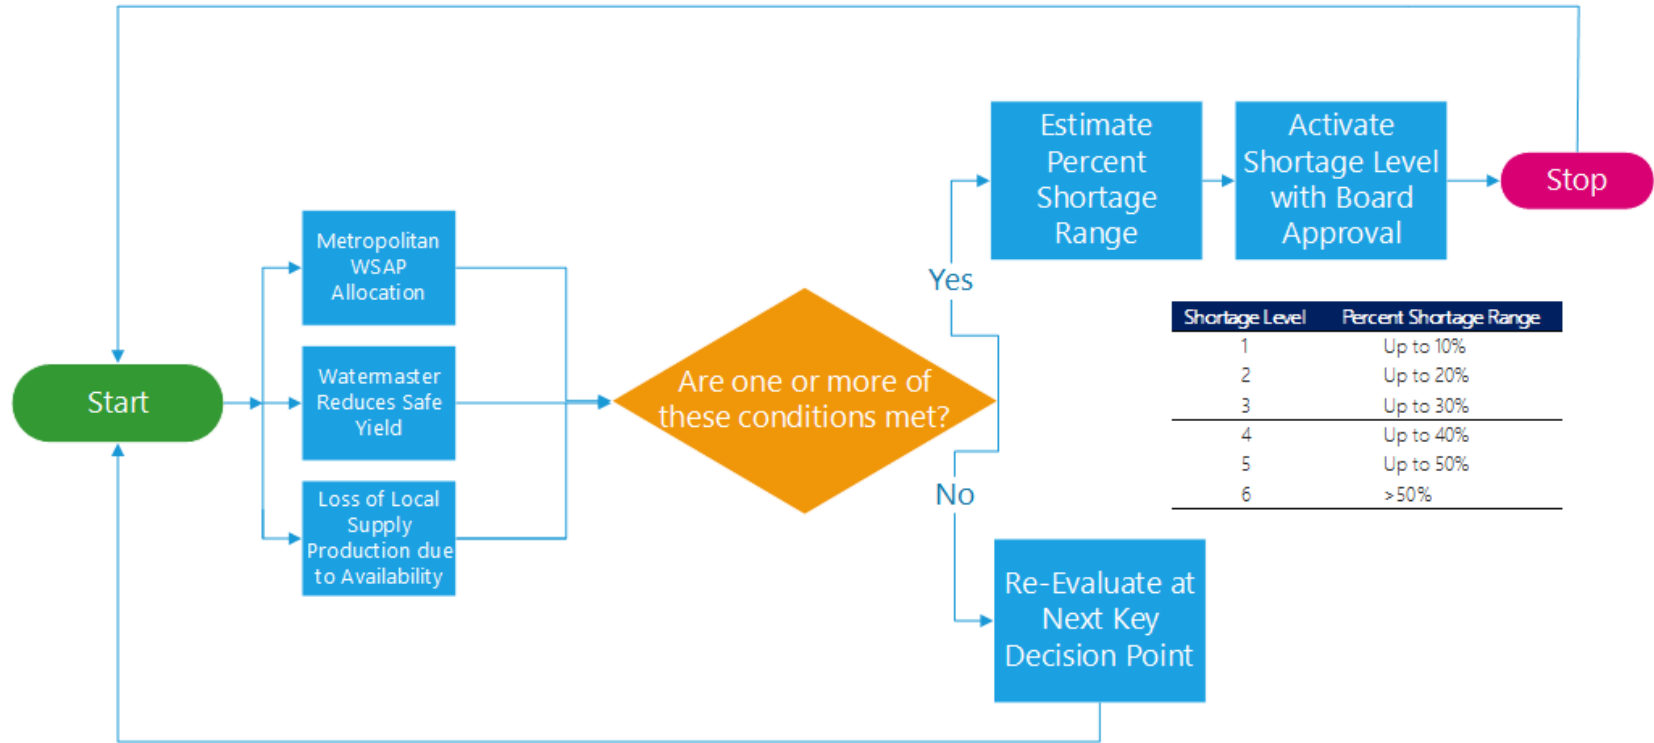 Start
Metropolitan
WSAP
Allocation
Watermaster
Reduces Safe
Yield
Loss of Local
Supply
Production due
to Availability
Are one or more of
these conditions met?
Yes
No
Estimate
Percent
Shortage
Range
Activate
Shortage Level
with Board
Approval
Stop
Shortage Level Percent Shortage Range
1 Up to 10%
2 Up to 20%
3 Up to 30%
4 Up to 40%
5 Up to 50%
6 >50%
Re-Evaluate at
Next Key
Decision Point